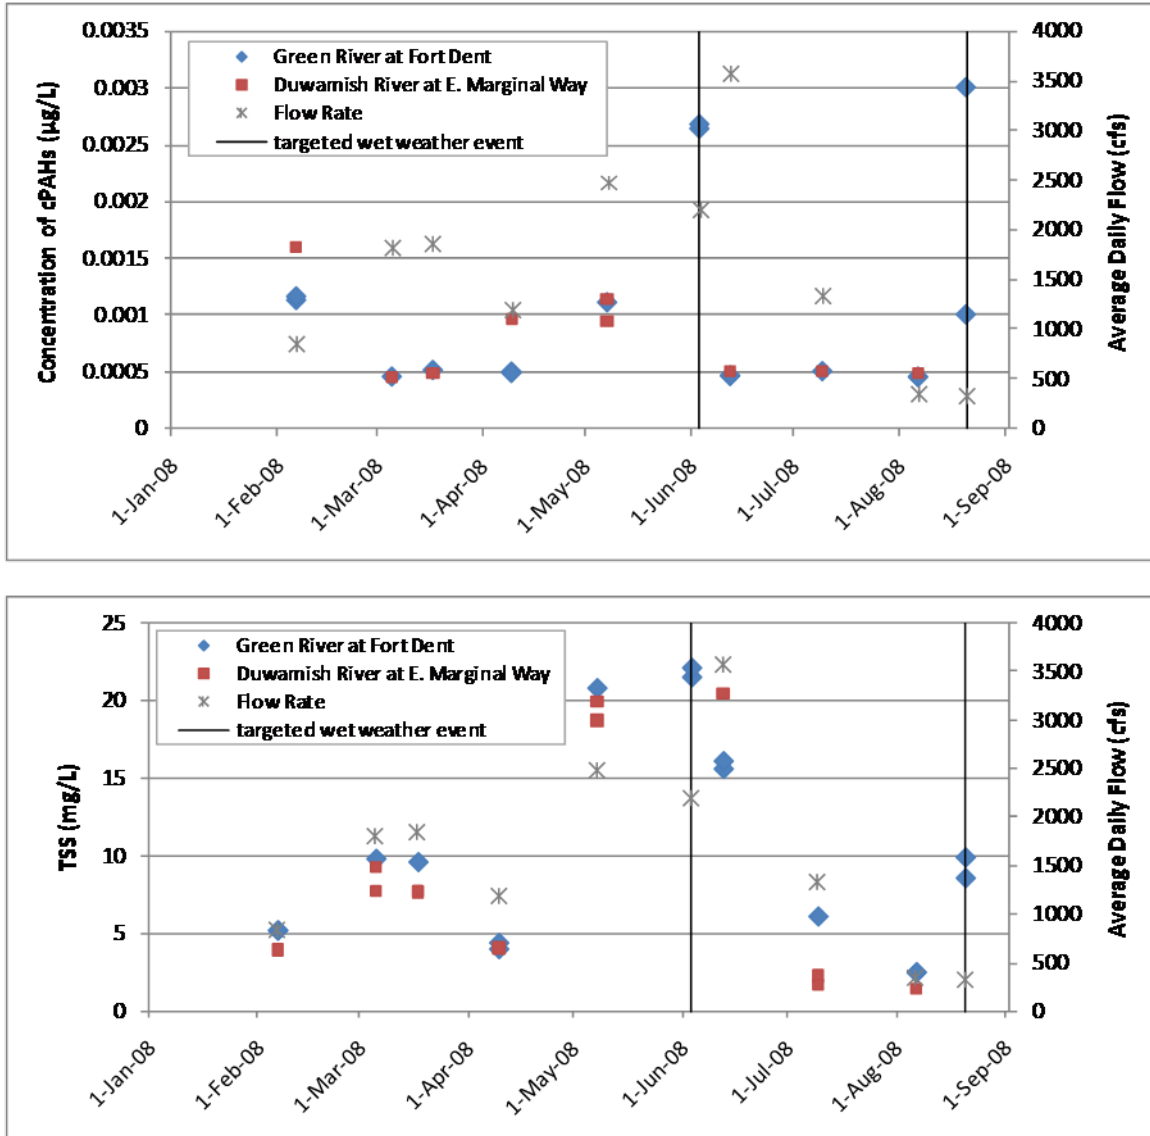 0.0035
0.003
0.0025
0.002
0.0015
0.001
0.0005
0
Concentration of cPAHs (µg/L)
Green River at Fort Dent
Duwamish River at E. Marginal Way
Flow Rate
targeted wet weather event
4000
3500
3000
2500
2000
1500
1000
500
0
Average Daily Flow (cfs)
1-Jan-08
1-Feb-08
1-Mar-08
1-Apr-08
1-May-08
1-Jun-08
1-Jul-08
1-Aug-08
1-Sep-08
25
20
15
10
5
0
TSS (mg/L)
Green River at Fort Dent
Duwamish River at E. Marginal Way
Flow Rate
targeted wet weather event
4000
3500
3000
2500
2000
1500
1000
500
0
Average Daily Flow (cfs)
1-Jan-08
1-Feb-08
1-Mar-08
1-Apr-08
1-May-08
1-Jun-08
1-Jul-08
1-Aug-08
1-Sep-08